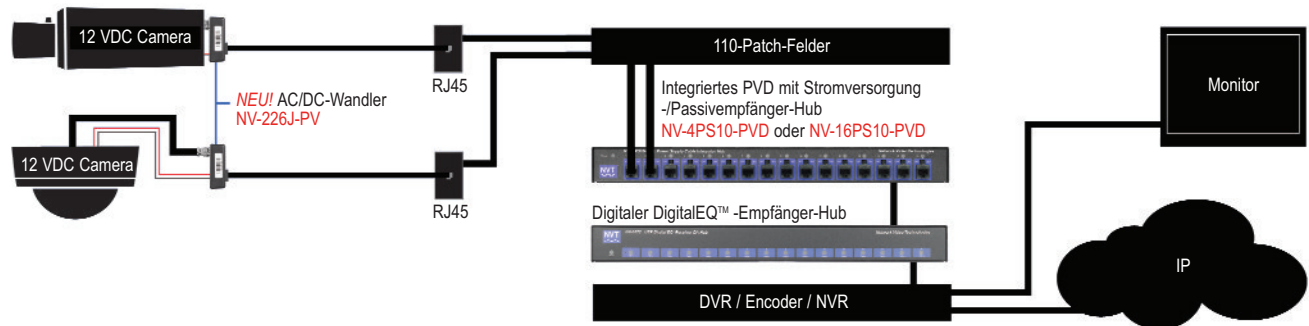 12 VDC Camera
RJ45
NEU! AC/DC-Wandler
NV-226J-PV
12 VDC Camera
RJ45
110-Patch-Felder
Integriertes PVD mit Stromversorgung
-/Passivempfänger-Hub
NV-4PS10-PVD oder NV-16PS10-PVD
NVT
Digitaler DigitalEQ™ -Empfänger-Hub
NVT
DVR / Encoder / NVR
Monitor
IP